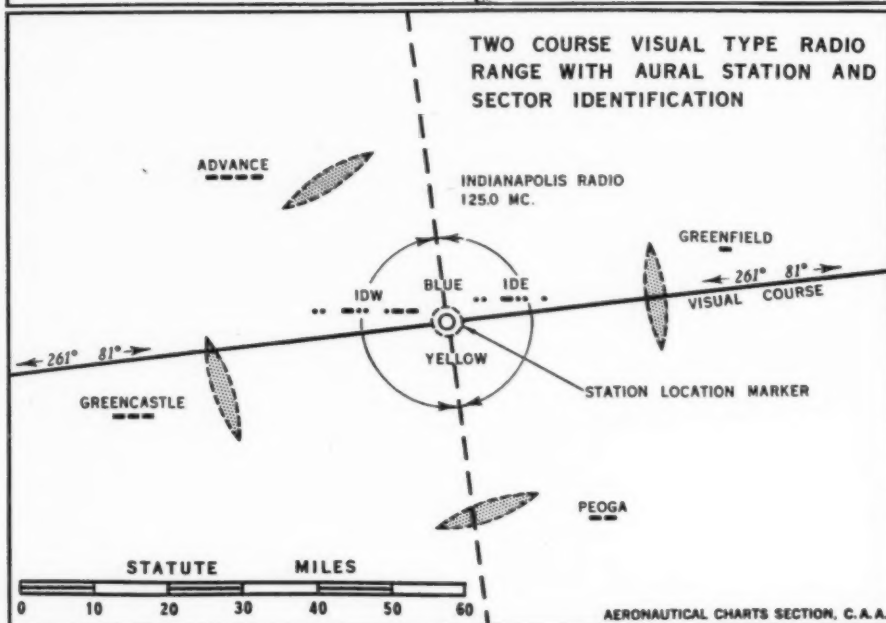 TWO COURSE VISUAL TYPE RADIO
RANGE WITH AURAL STATION AND
SECTOR IDENTIFICATION
ADVANCE
INDIANAPOLIS RADIO
125.0 MC.
GREENFIELD
261° 81°
VISUAL COURSE
IDW
BLUE
IDE
YELLOW
261° 81°
GREENCASTLE
STATION LOCATION MARKER
PEOGA
STATUTE MILES
0 10 20 30 40 50 60
AERONAUTICAL CHARTS SECTION, C.A.A.